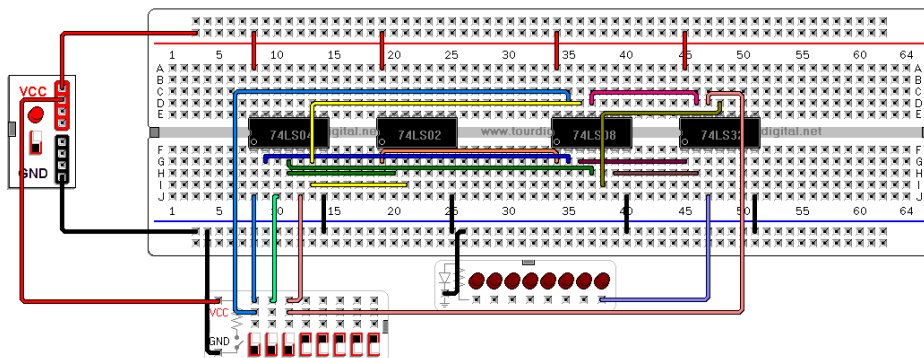 1 5 10 15 20 25 30 35 40 45 50 55 60 64
A A
B B
C C
D D
E E
VCC
74LS04 igital.net 74LS02 www.tourdi 74LS08 74LS32 digital.net
F F
G G
H H
I I
J J
GND
1 5 10 15 20 25 30 35 40 45 50 55 60 64
VCC
GND